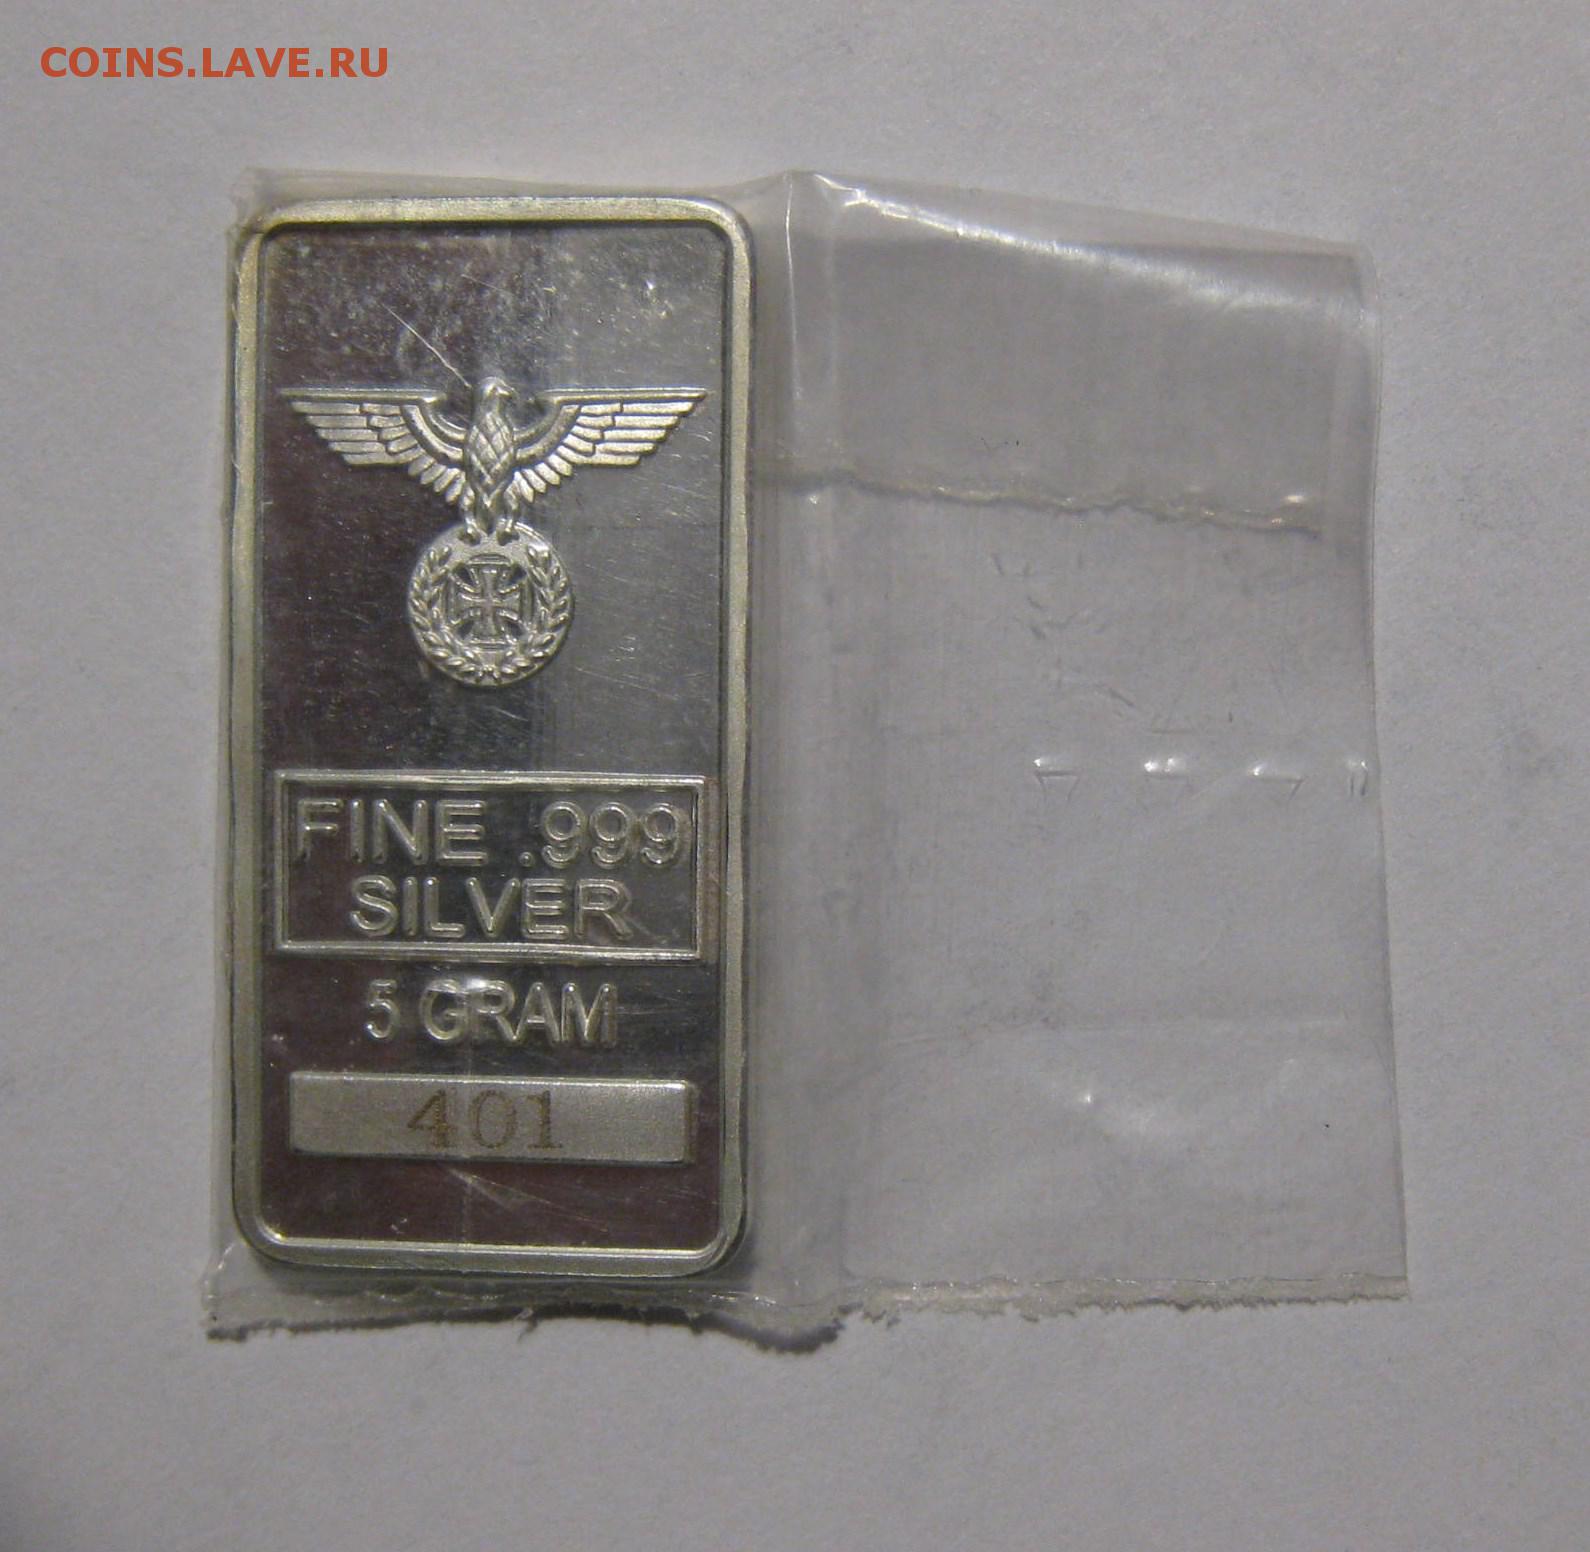 COINS.LAVE.RU
FINE .999
SILVER
5 GRAM
401